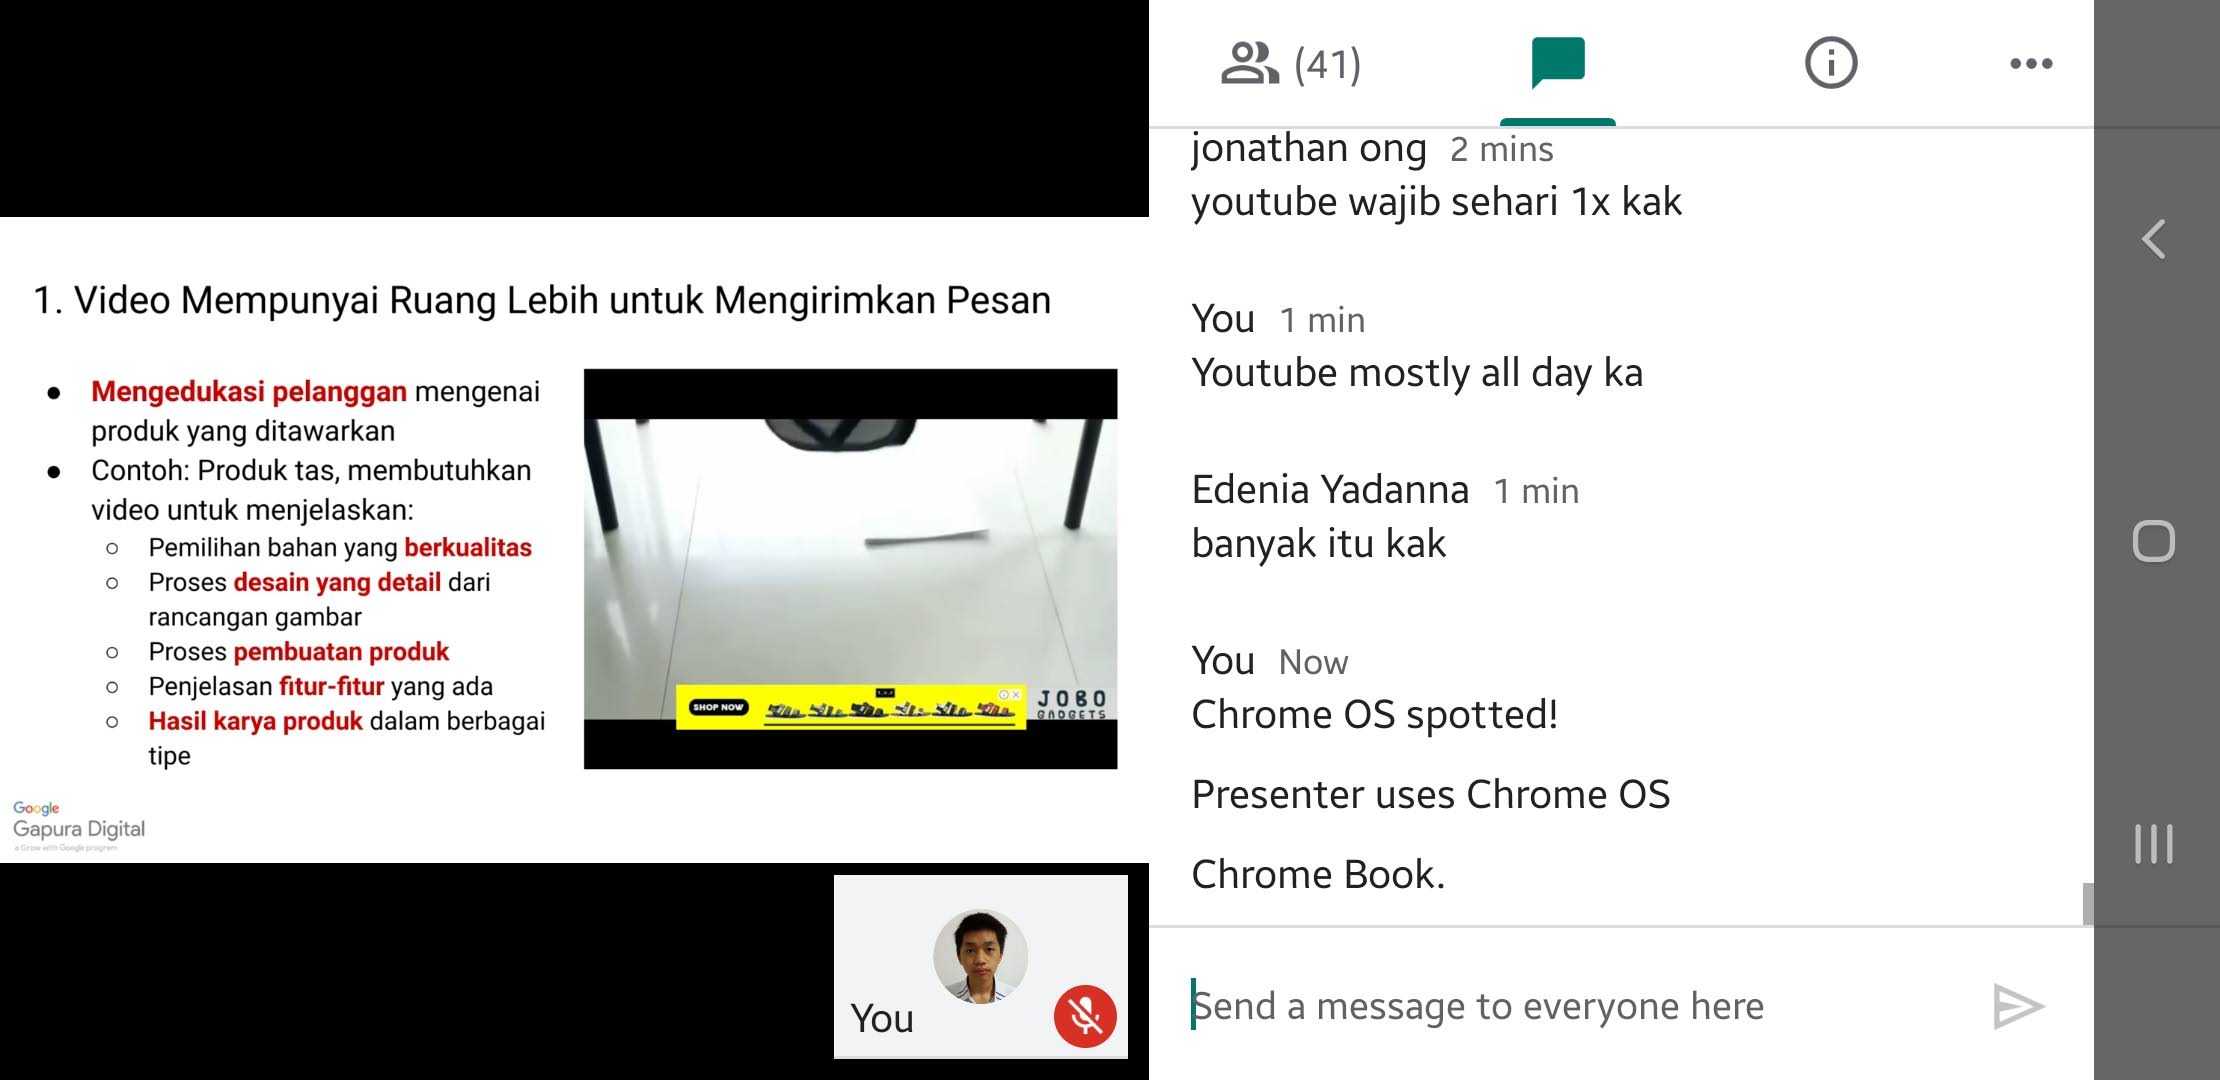 1. Video Mempunyai Ruang Lebih untuk Mengirimkan Pesan
● Mengedukasi pelanggan mengenai
produk yang ditawarkan
● Contoh: Produk tas, membutuhkan
video untuk menjelaskan:
○ Pemilihan bahan yang berkualitas
○ Proses desain yang detail dari
rancangan gambar
○ Proses pembuatan produk
○ Penjelasan fitur-fitur yang ada
○ Hasil karya produk dalam berbagai
tipe
SHOP NOW
JOBO
GADGETS
Google
Gapura Digital
a Grow with Google program
You
(41)
jonathan ong 2 mins
youtube wajib sehari 1x kak
You 1 min
Youtube mostly all day ka
Edenia Yadanna 1 min
banyak itu kak
You Now
Chrome OS spotted!
Presenter uses Chrome OS
Chrome Book.
Send a message to everyone here